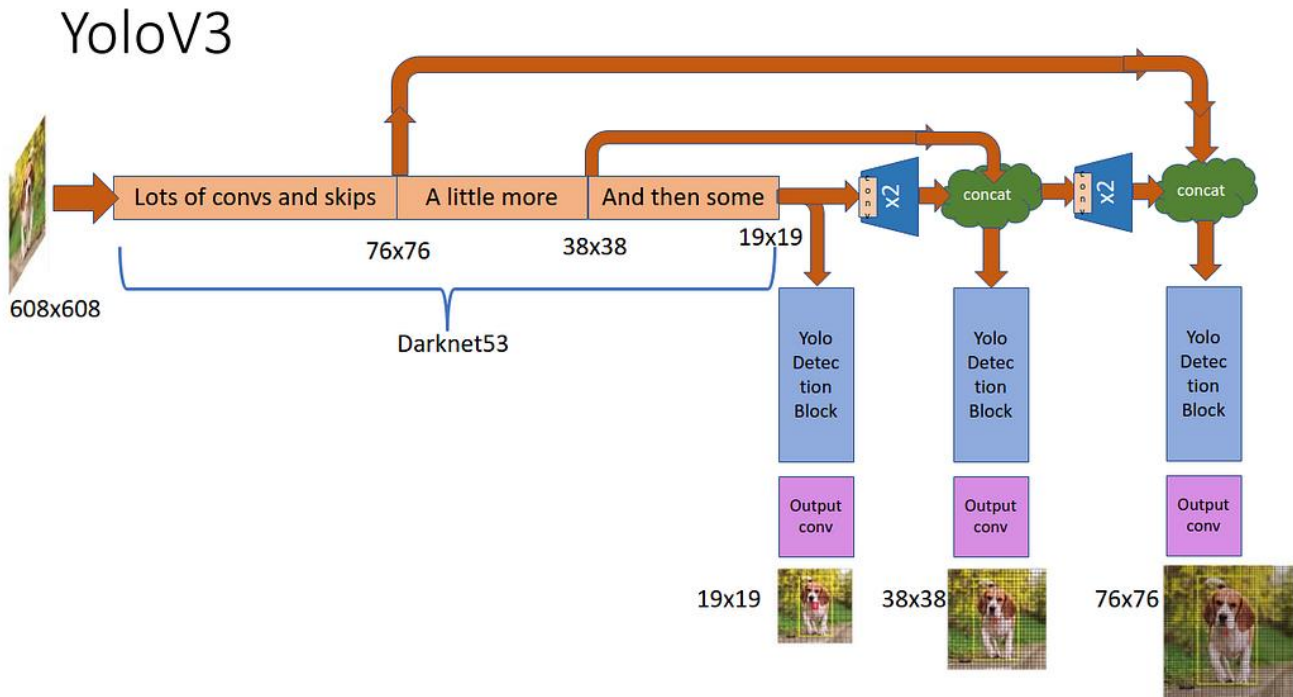 YoloV3
Lots of convs and skips
A little more
And then some
76x76
38x38
19x19
608x608
Darknet53
conv
x2
concat
conv
x2
concat
Yolo
Detec
tion
Block
Yolo
Detec
tion
Block
Yolo
Detec
tion
Block
Output
conv
Output
conv
Output
conv
19x19
38x38
76x76